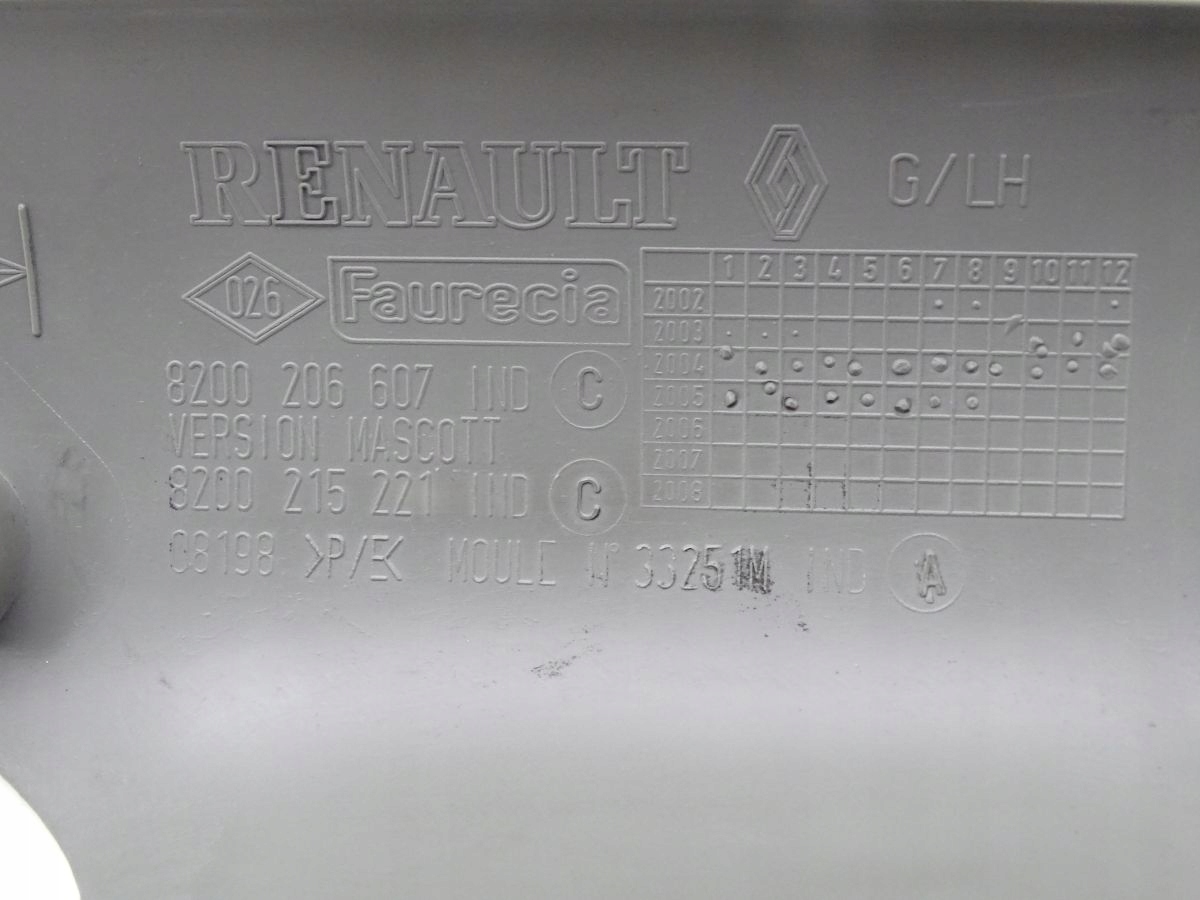 RENAULT G/LH
026 Faurecia
8200 206 607 IND C
VERSION MASCOTT
8200 215 221 IND C
08198 >P/E< MOULE N° 33251M IND A
1 2 3 4 5 6 7 8 9 10 11 12
2002
2003
2004
2005
2006
2007
2008